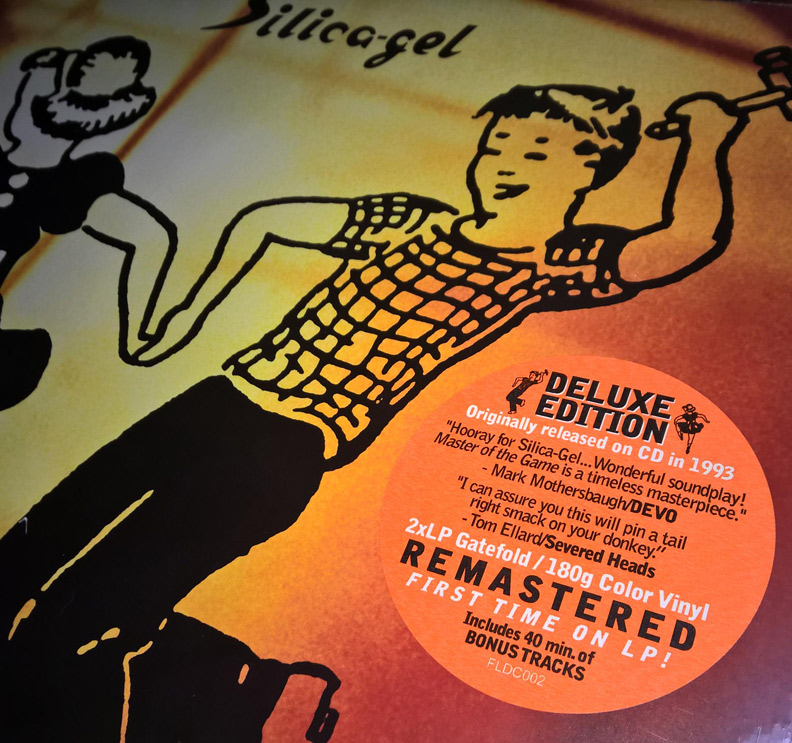 Silica-gel
DELUXE
EDITION
Originally released on CD in 1993
"Hooray for Silica-Gel...Wonderful soundplay!
Master of the Game is a timeless masterpiece."
- Mark Mothersbaugh/DEVO
"I can assure you this will pin a tail
right smack on your donkey."
- Tom Ellard/Severed Heads
2xLP Gatefold / 180g Color Vinyl
REMASTERED
FIRST TIME ON LP!
Includes 40 min. of
BONUS TRACKS
FLDC002